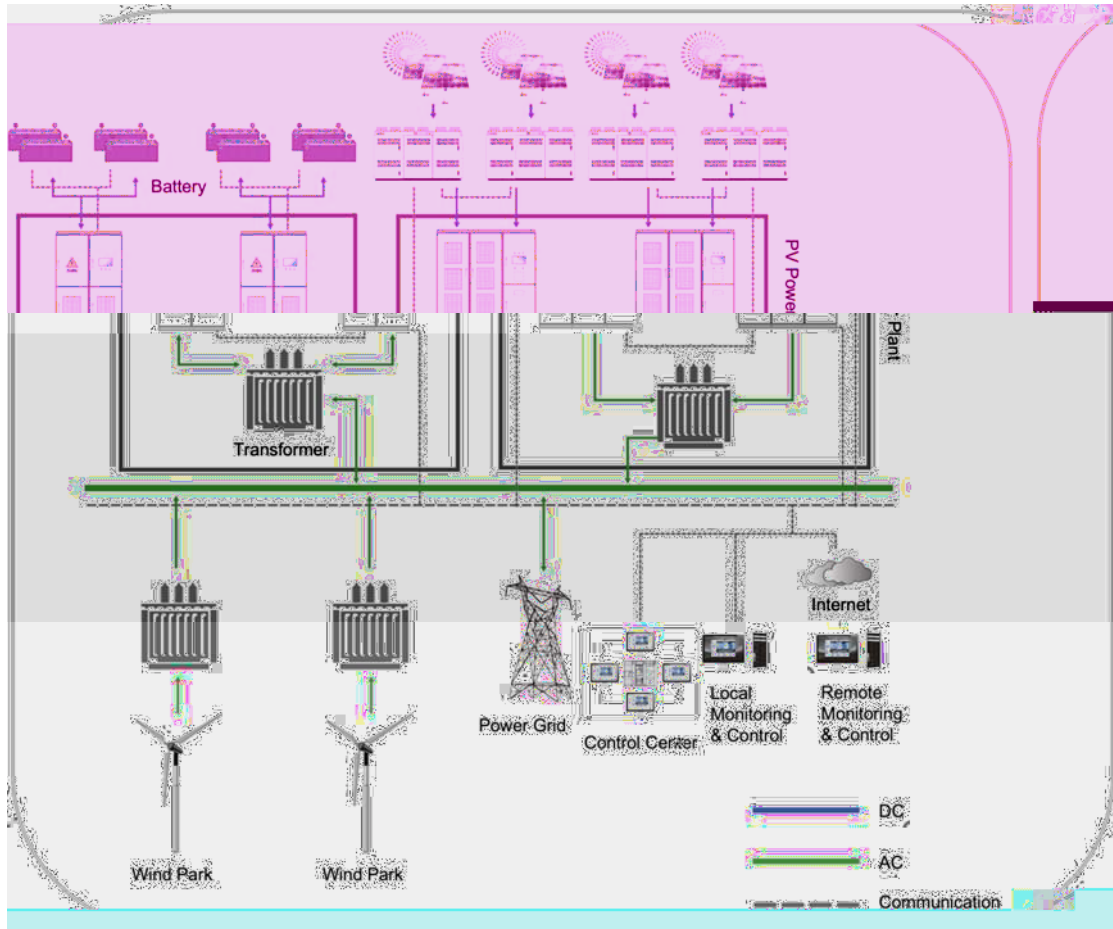 Battery
PV Powe
Plant
Transformer
Internet
Power Grid
Control Center
Local
Monitoring
& Control
Remote
Monitoring
& Control
Wind Park
Wind Park
DC
AC
Communication